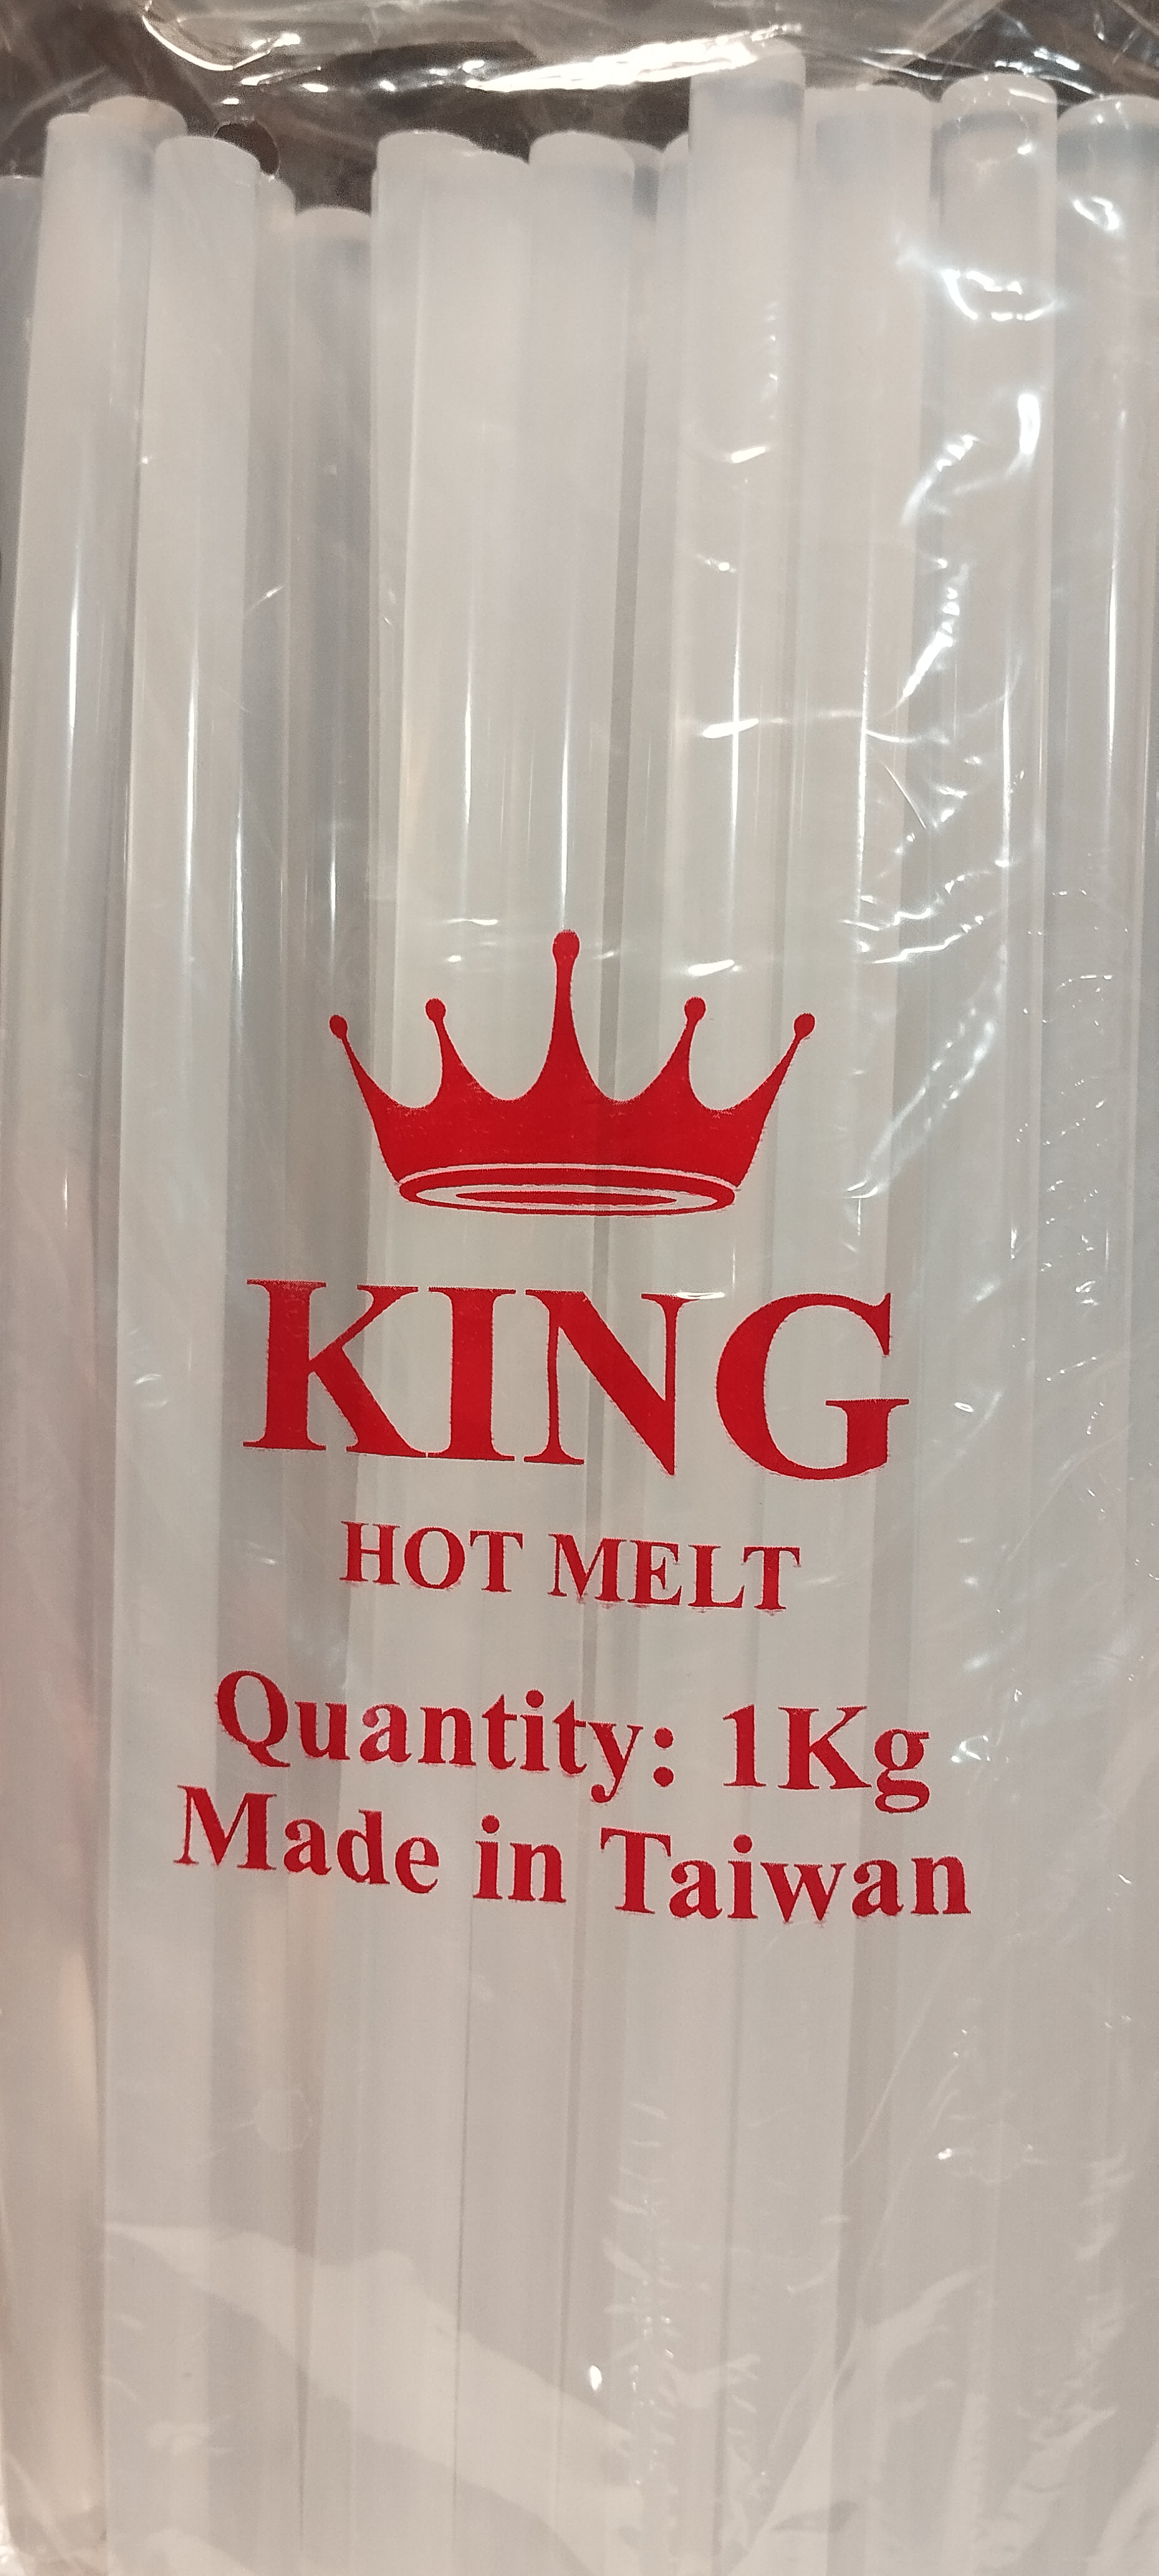 KING
HOT MELT
Quantity: 1Kg
Made in Taiwan